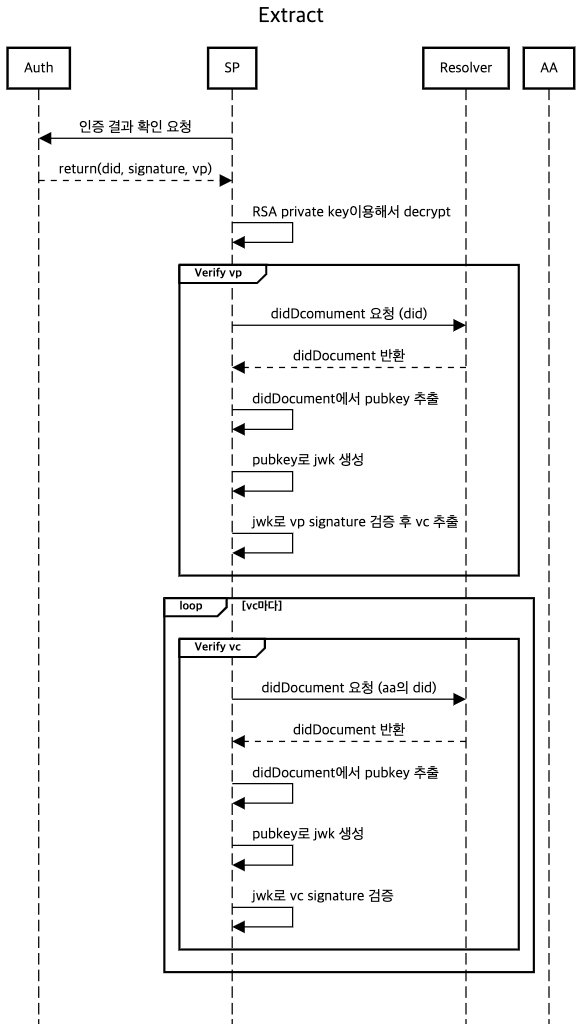 Extract
Auth
SP
Resolver
AA
인증 결과 확인 요청
return(did, signature, vp)
RSA private key이용해서 decrypt
Verify vp
didDcomument 요청 (did)
didDocument 반환
didDocument에서 pubkey 추출
pubkey로 jwk 생성
jwk로 vp signature 검증 후 vc 추출
loop
[vc마다]
Verify vc
didDocument 요청 (aa의 did)
didDocument 반환
didDocument에서 pubkey 추출
pubkey로 jwk 생성
jwk로 vc signature 검증